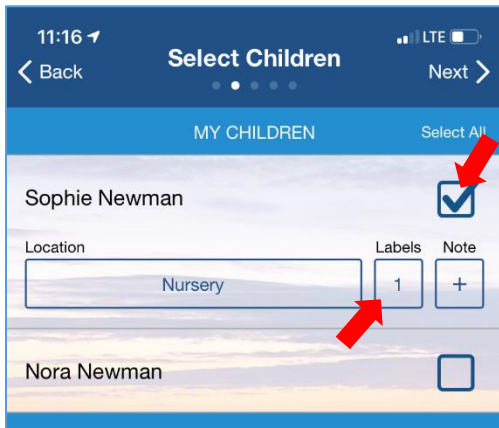 11:16 LTE
Back Select Children Next
MY CHILDREN Select All
Sophie Newman
Location Labels Note
Nursery 1 +
Nora Newman